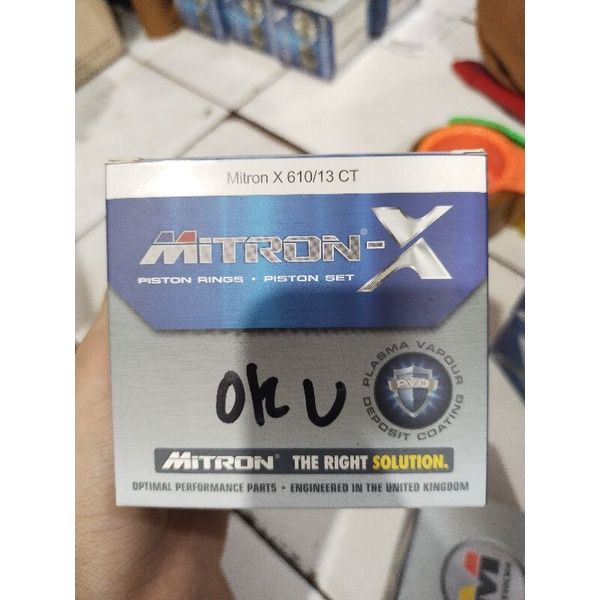 Mitron X 610/13 CT
MiTRON®-X
PISTON RINGS • PISTON SET
OK U
PLASMA VAPOUR
PVD
DEPOSIT COATING
MiTRON® THE RIGHT SOLUTION.
OPTIMAL PERFORMANCE PARTS • ENGINEERED IN THE UNITED KINGDOM